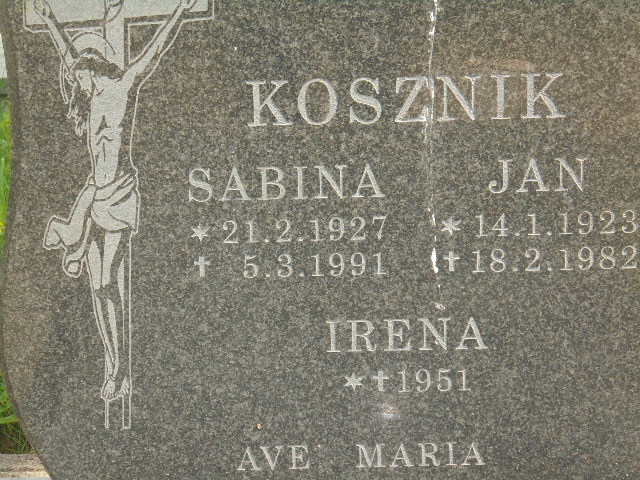 KOSZNIK
SABINA JAN
* 21.2.1927 * 14.1.1923
✝ 5.3.1991 ✝ 18.2.1982
IRENA
*✝1951
AVE MARIA